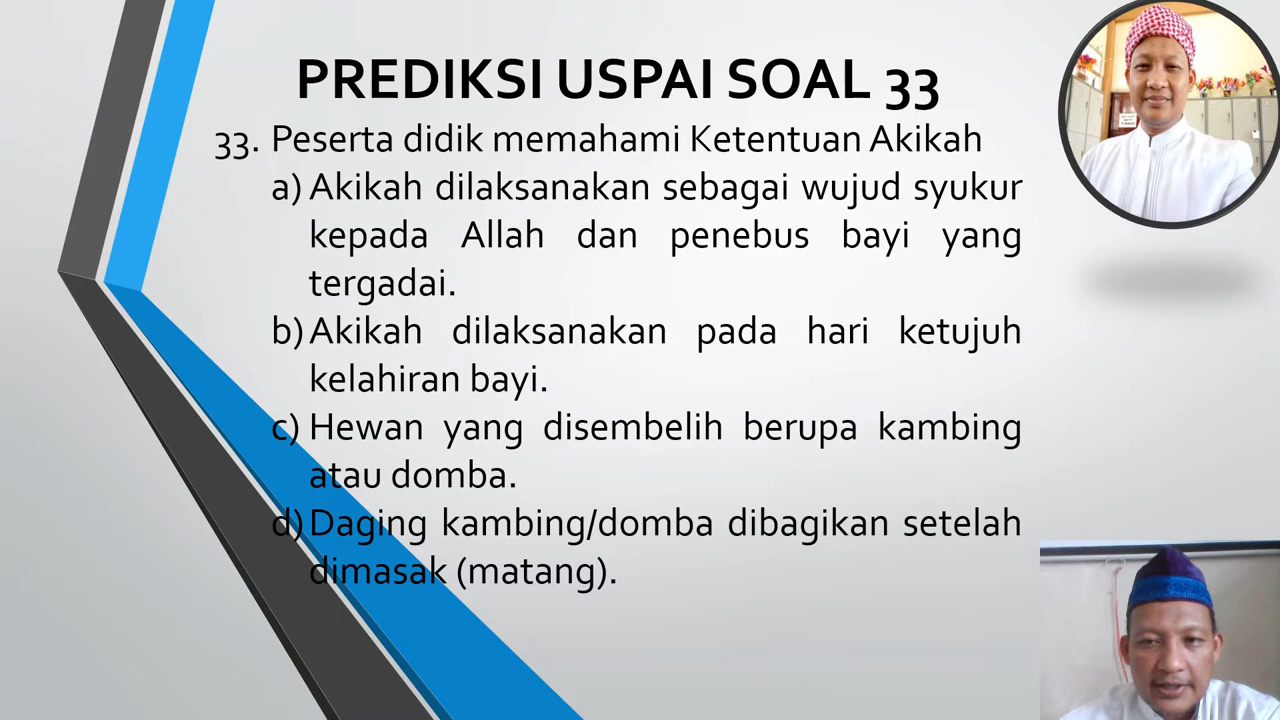 PREDIKSI USPAI SOAL 33
33. Peserta didik memahami Ketentuan Akikah
a) Akikah dilaksanakan sebagai wujud syukur
kepada Allah dan penebus bayi yang
tergadai.
b) Akikah dilaksanakan pada hari ketujuh
kelahiran bayi.
c) Hewan yang disembelih berupa kambing
atau domba.
d) Daging kambing/domba dibagikan setelah
dimasak (matang).